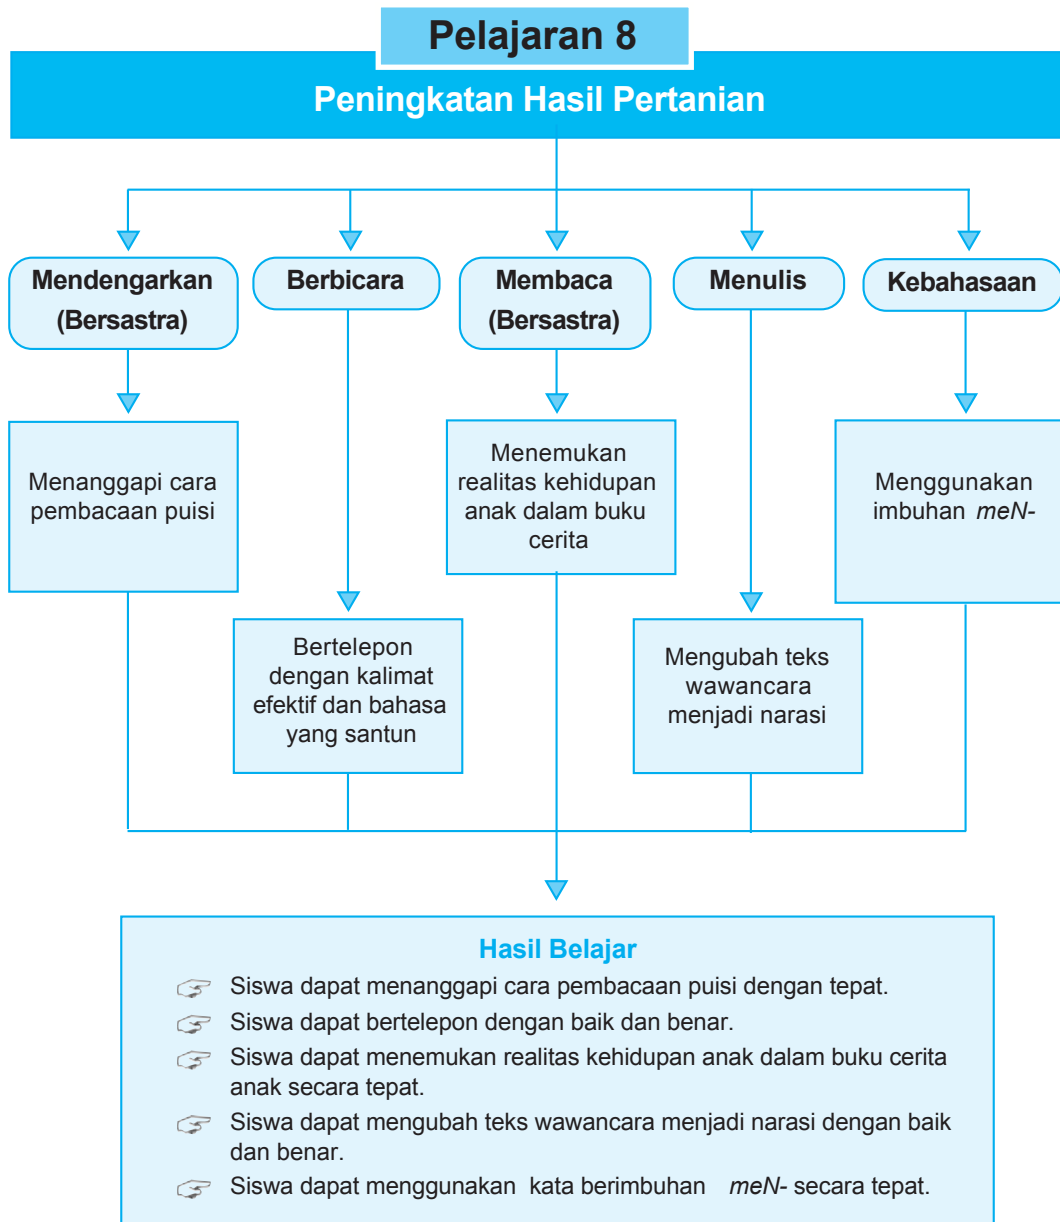 Pelajaran 8
Peningkatan Hasil Pertanian
Mendengarkan
(Bersastra)
Berbicara
Membaca
(Bersastra)
Menulis
Kebahasaan
Menanggapi cara
pembacaan puisi
Menemukan
realitas kehidupan
anak dalam buku
cerita
Menggunakan
imbuhan meN-
Bertelepon
dengan kalimat
efektif dan bahasa
yang santun
Mengubah teks
wawancara
menjadi narasi
Hasil Belajar
Siswa dapat menanggapi cara pembacaan puisi dengan tepat.
Siswa dapat bertelepon dengan baik dan benar.
Siswa dapat menemukan realitas kehidupan anak dalam buku cerita
anak secara tepat.
Siswa dapat mengubah teks wawancara menjadi narasi dengan baik
dan benar.
Siswa dapat menggunakan kata berimbuhan meN- secara tepat.